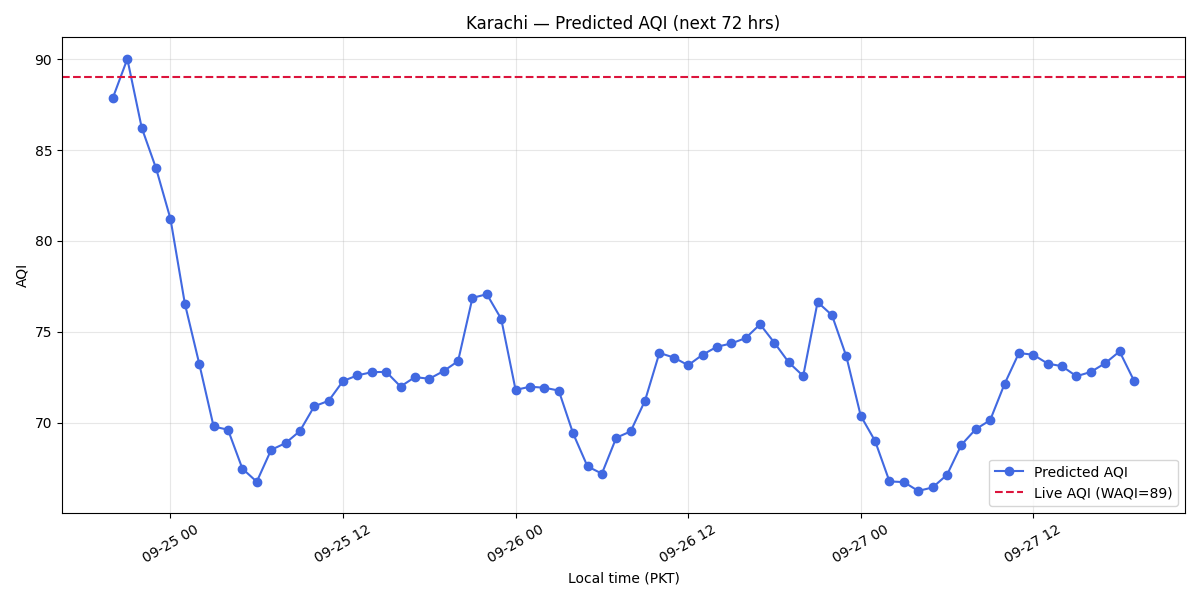 Karachi — Predicted AQI (next 72 hrs)
AQI
90
85
80
75
70
Predicted AQI
Live AQI (WAQI=89)
09-25 00
09-25 12
09-26 00
09-26 12
09-27 00
09-27 12
Local time (PKT)